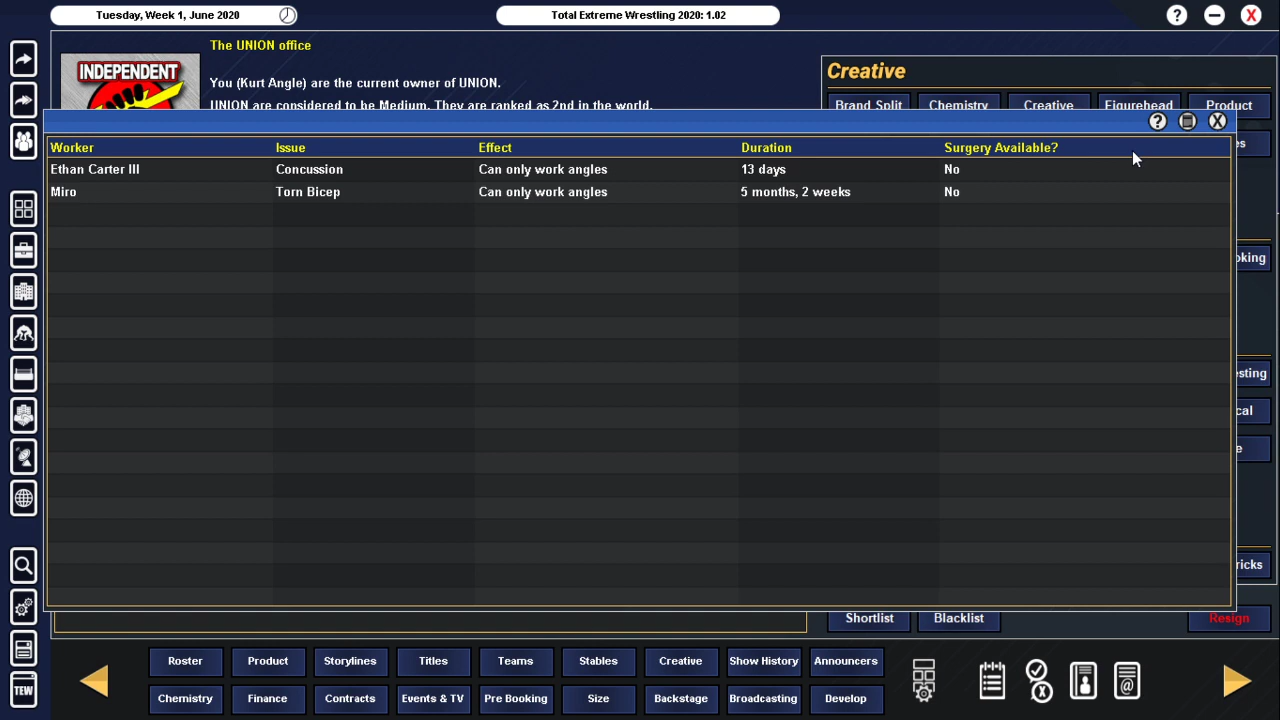 Tuesday, Week 1, June 2020
Total Extreme Wrestling 2020: 1.02
? X
The UNION office
INDEPENDENT
You (Kurt Angle) are the current owner of UNION.
UNION are considered to be Medium. They are ranked as 2nd in the world.
Creative
Brand Split Chemistry Creative Figurehead Product
? X
Worker Issue Effect Duration Surgery Available?
Ethan Carter III Concussion Can only work angles 13 days No
Miro Torn Bicep Can only work angles 5 months, 2 weeks No
es
oking
esting
cal
e
ricks
Shortlist Blacklist Resign
Roster Product Storylines Titles Teams Stables Creative Show History Announcers
Chemistry Finance Contracts Events & TV Pre Booking Size Backstage Broadcasting Develop
TEW
@